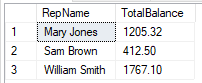 RepName TotalBalance
1 Mary Jones 1205.32
2 Sam Brown 412.50
3 William Smith 1767.10